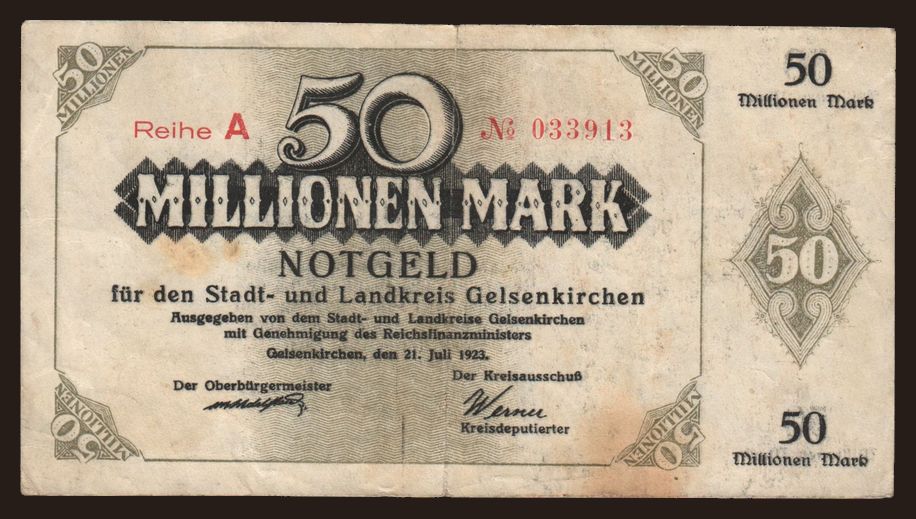 50 MILLIONEN
MILLIONEN 50
50
Millionen Mark
Reihe A
50
№ 033913
MILLIONEN MARK
50
NOTGELD
für den Stadt- und Landkreis Gelsenkirchen
Ausgegeben von dem Stadt- und Landkreise Gelsenkirchen
mit Genehmigung des Reichsfinanzministers
Gelsenkirchen, den 21. Juli 1923.
Der Oberbürgermeister
Der Kreisausschuß
Werner
Kreisdeputierter
50 MILLIONEN
MILLIONEN 50
50
Millionen Mark